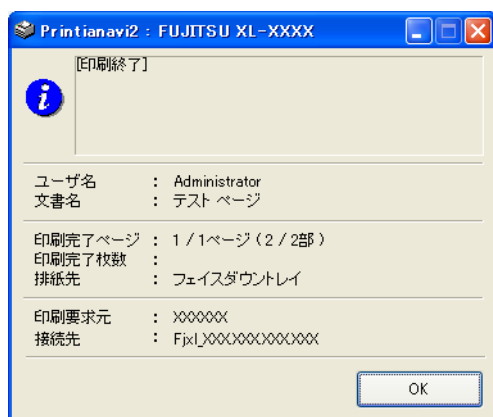 Printianavi2 : FUJITSU XL-XXXX
[印刷終了]
ユーザ名 : Administrator
文書名 : テスト ページ
印刷完了ページ : 1 / 1ページ ( 2 / 2部 )
印刷完了枚数 :
排紙先 : フェイスダウントレイ
印刷要求元 : XXXXXX
接続先 : Fjxl_XXXXXXXXXXXX
OK